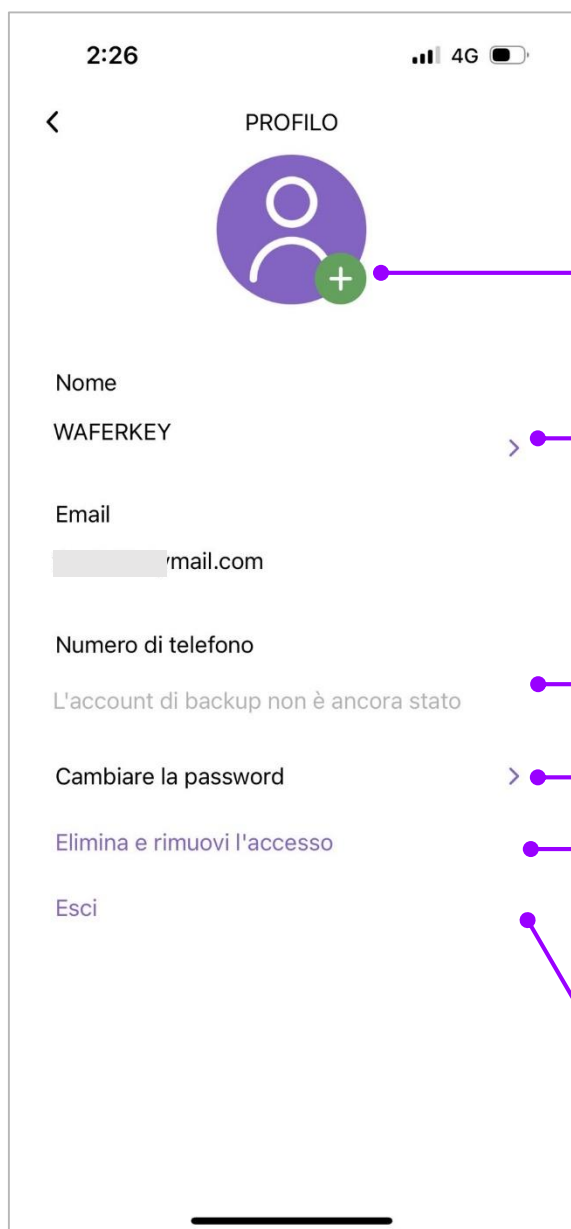 2:26
4G
PROFILO
Nome
WAFERKEY
Email
mail.com
Numero di telefono
L'account di backup non è ancora stato
Cambiare la password
Elimina e rimuovi l'accesso
Esci